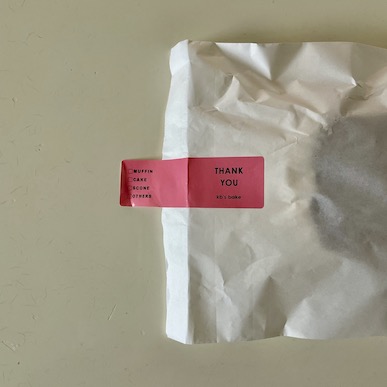 MUFFIN
CAKE
SCONE
OTHERS
THANK
YOU